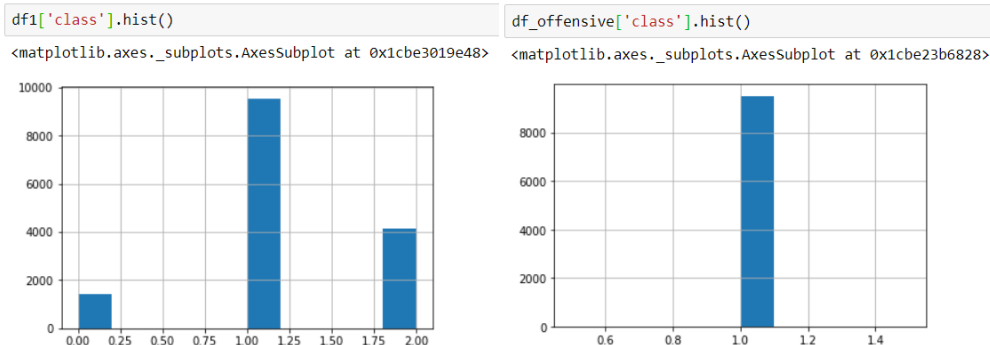 df1['class'].hist()
<matplotlib.axes._subplots.AxesSubplot at 0x1cbe3019e48>
10000
8000
6000
4000
2000
0
0.00 0.25 0.50 0.75 1.00 1.25 1.50 1.75 2.00
df_offensive['class'].hist()
<matplotlib.axes._subplots.AxesSubplot at 0x1cbe23b6828>
8000
6000
4000
2000
0
0.6 0.8 1.0 1.2 1.4